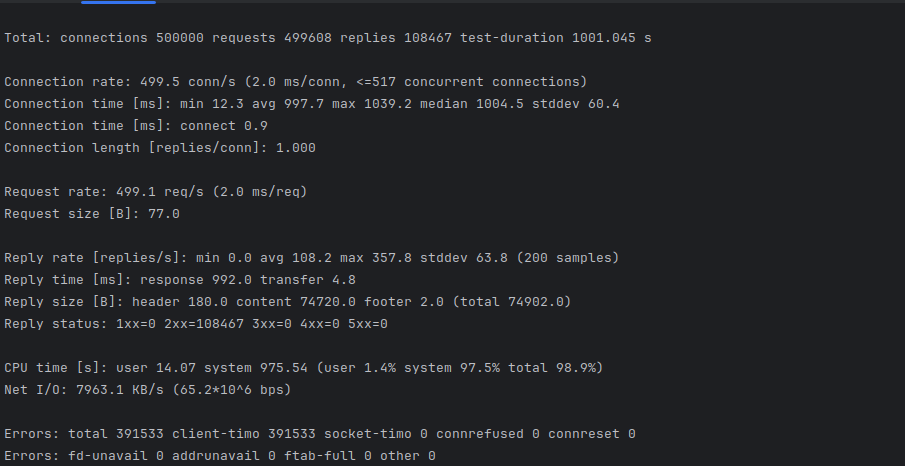 Total: connections 500000 requests 499608 replies 108467 test-duration 1001.045 s
Connection rate: 499.5 conn/s (2.0 ms/conn, <=517 concurrent connections)
Connection time [ms]: min 12.3 avg 997.7 max 1039.2 median 1004.5 stddev 60.4
Connection time [ms]: connect 0.9
Connection length [replies/conn]: 1.000
Request rate: 499.1 req/s (2.0 ms/req)
Request size [B]: 77.0
Reply rate [replies/s]: min 0.0 avg 108.2 max 357.8 stddev 63.8 (200 samples)
Reply time [ms]: response 992.0 transfer 4.8
Reply size [B]: header 180.0 content 74720.0 footer 2.0 (total 74902.0)
Reply status: 1xx=0 2xx=108467 3xx=0 4xx=0 5xx=0
CPU time [s]: user 14.07 system 975.54 (user 1.4% system 97.5% total 98.9%)
Net I/O: 7963.1 KB/s (65.2*10^6 bps)
Errors: total 391533 client-timo 391533 socket-timo 0 connrefused 0 connreset 0
Errors: fd-unavail 0 addrunavail 0 ftab-full 0 other 0